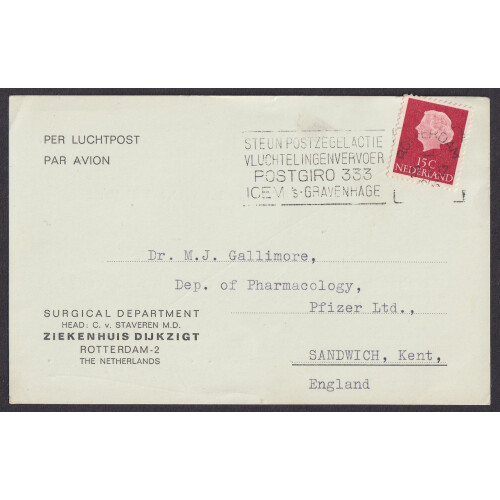 PER LUCHTPOST
PAR AVION
STEUN POSTZEGELACTIE
VLUCHTELINGENVERVOER
POSTGIRO 333
ICEM 's-GRAVENHAGE
15C
NEDERLAND
Dr. M.J. Gallimore,
Dep. of Pharmaccology,
Pfizer Ltd.,
SANDWICH, Kent,
England
SURGICAL DEPARTMENT
HEAD: C. v. STAVEREN M.D.
ZIEKENHUIS DIJKZIGT
ROTTERDAM-2
THE NETHERLANDS